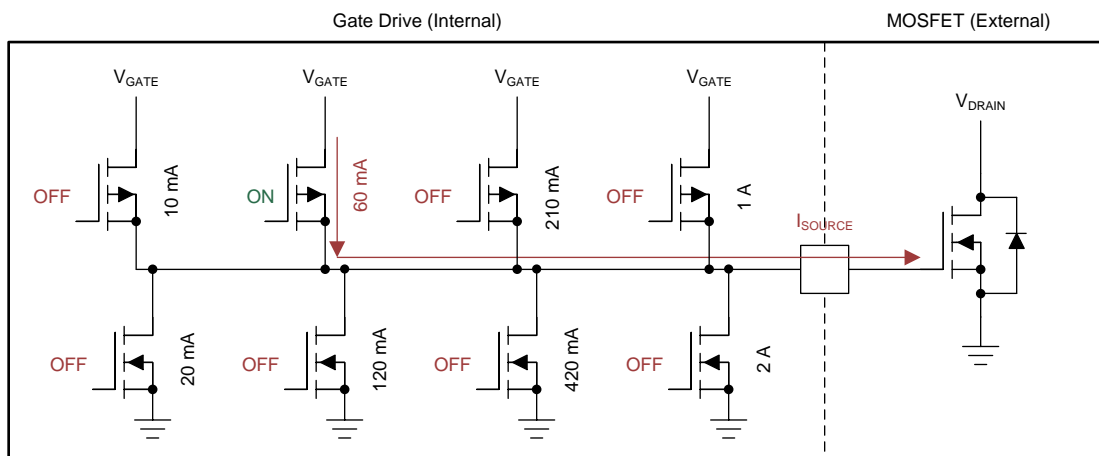 Gate Drive (Internal)
MOSFET (External)
VGATE
VGATE
VGATE
VGATE
VDRAIN
OFF
10 mA
ON
60 mA
OFF
210 mA
OFF
1 A
ISOURCE
OFF
20 mA
OFF
120 mA
OFF
420 mA
OFF
2 A